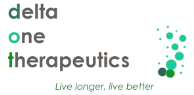 delta
one
therapeutics
Live longer, live better